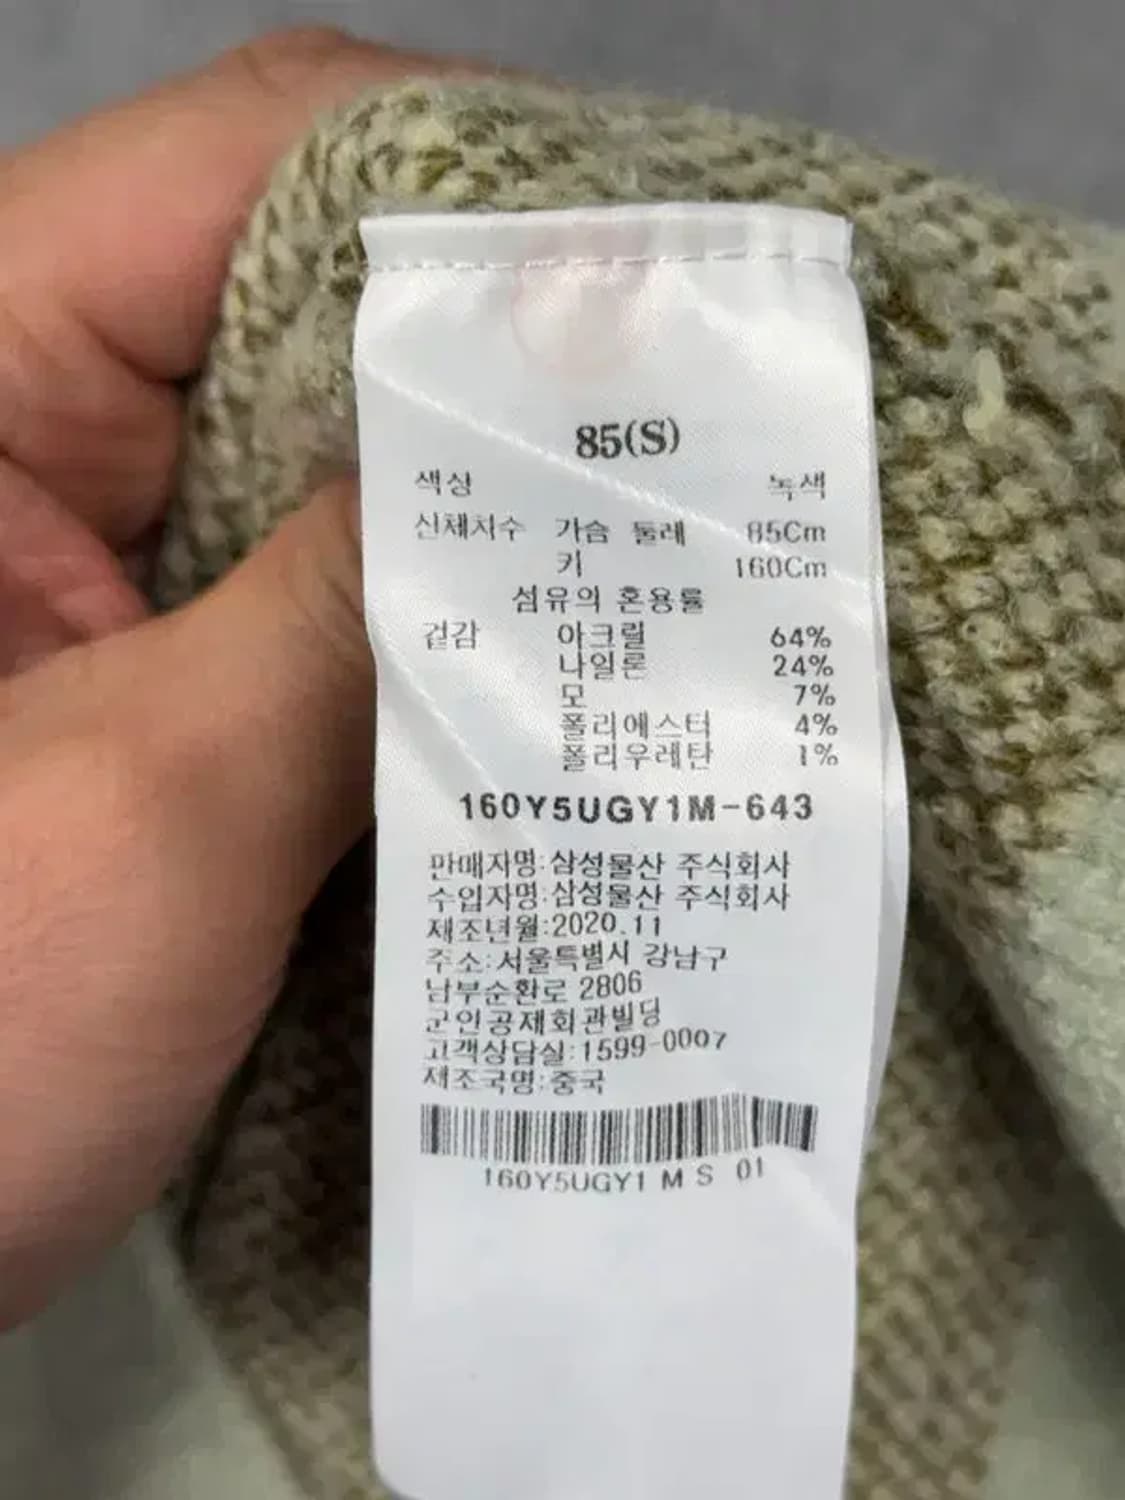 85(S)
색상 녹색
신체치수 가슴 둘레 85Cm
키 160Cm
섬유의 혼용률
겉감 아크릴 64%
나일론 24%
모 7%
폴리에스터 4%
폴리우레탄 1%
160Y5UGY1M-643
판매자명:삼성물산 주식회사
수입자명:삼성물산 주식회사
제조년월:2020.11
주소:서울특별시 강남구
남부순환로 2806
군인공제회관빌딩
고객상담실:1599-0007
제조국명:중국
160Y5UGY1 M S 01